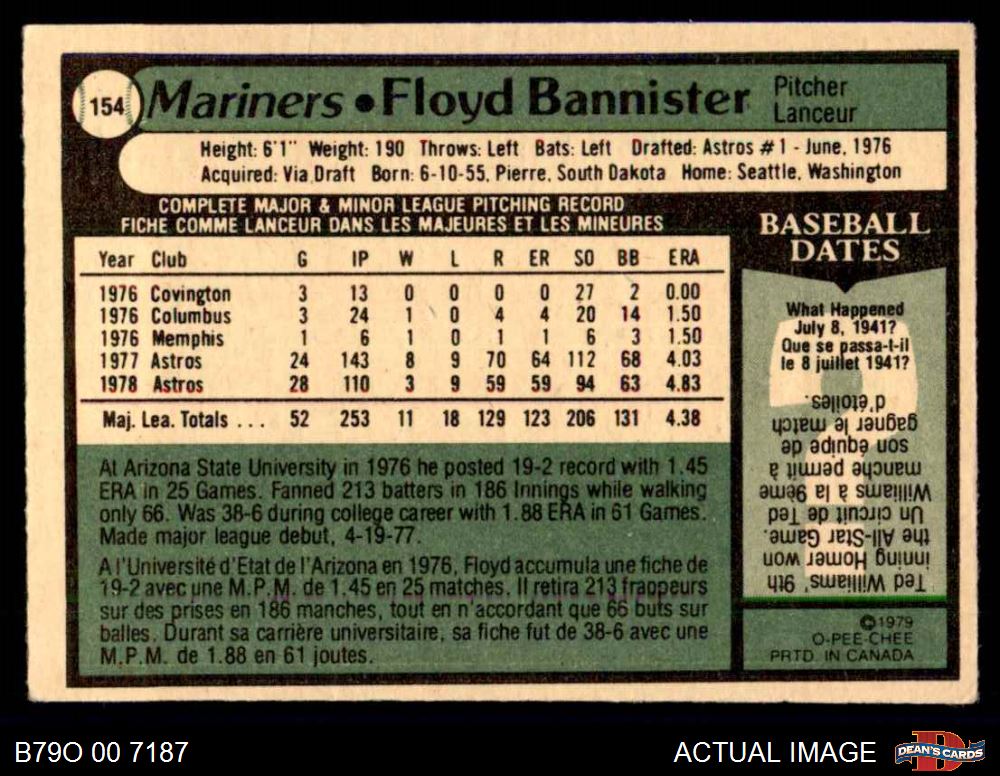 154
Mariners • Floyd Bannister
Pitcher
Lanceur
Height: 6'1" Weight: 190 Throws: Left Bats: Left Drafted: Astros #1 - June, 1976
Acquired: Via Draft Born: 6-10-55, Pierre, South Dakota Home: Seattle, Washington
COMPLETE MAJOR & MINOR LEAGUE PITCHING RECORD
FICHE COMME LANCEUR DANS LES MAJEURES ET LES MINEURES
Year Club G IP W L R ER SO BB ERA
1976 Covington 3 13 0 0 0 0 27 2 0.00
1976 Columbus 3 24 1 0 4 4 20 14 1.50
1976 Memphis 1 6 1 0 1 1 6 3 1.50
1977 Astros 24 143 8 9 70 64 112 68 4.03
1978 Astros 28 110 3 9 59 59 94 63 4.83
Maj. Lea. Totals ... 52 253 11 18 129 123 206 131 4.38
At Arizona State University in 1976 he posted 19-2 record with 1.45
ERA in 25 Games. Fanned 213 batters in 186 Innings while walking
only 66. Was 38-6 during college career with 1.88 ERA in 61 Games.
Made major league debut, 4-19-77.
A l'Université d'Etat de l'Arizona en 1976, Floyd accumula une fiche de
19-2 avec une M.P.M. de 1.45 en 25 matches. Il retira 213 frappeurs
sur des prises en 186 manches, tout en n'accordant que 66 buts sur
balles. Durant sa carrière universitaire, sa fiche fut de 38-6 avec une
M.P.M. de 1.88 en 61 joutes.
BASEBALL
DATES
What Happened
July 8, 1941?
Que se passa-t-il
le 8 juillet 1941?
Ted Williams' 9th
inning Homer won
the All-Star Game.
Un circuit de Ted
Williams à la 9ème
manche permit à
son équipe de
gagner le match
d'étoiles.
©1979
O-PEE-CHEE
PRTD. IN CANADA
B79O 00 7187
ACTUAL IMAGE
DEAN'S CARDS